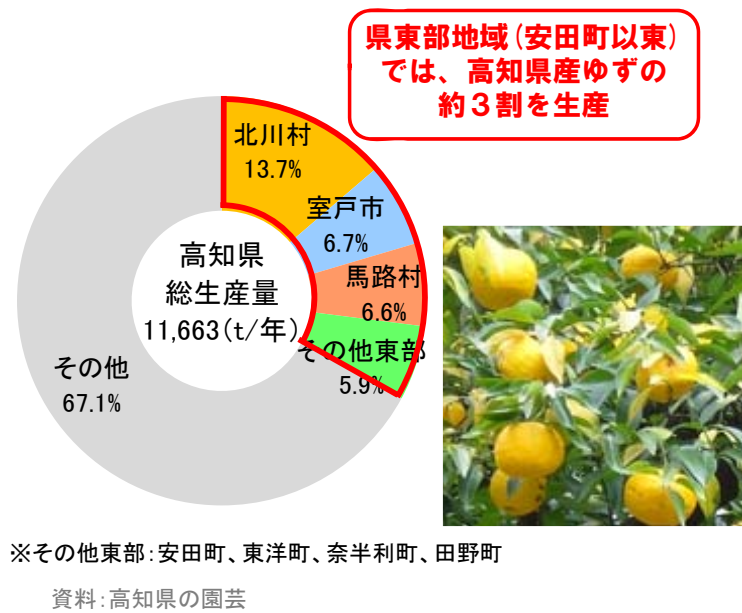 県東部地域(安田町以東)
では、高知県産ゆずの
約3割を生産
北川村
13.7%
室戸市
6.7%
馬路村
6.6%
その他東部
5.9%
その他
67.1%
高知県
総生産量
11,663(t/年)
※その他東部:安田町、東洋町、奈半利町、田野町
資料:高知県の園芸